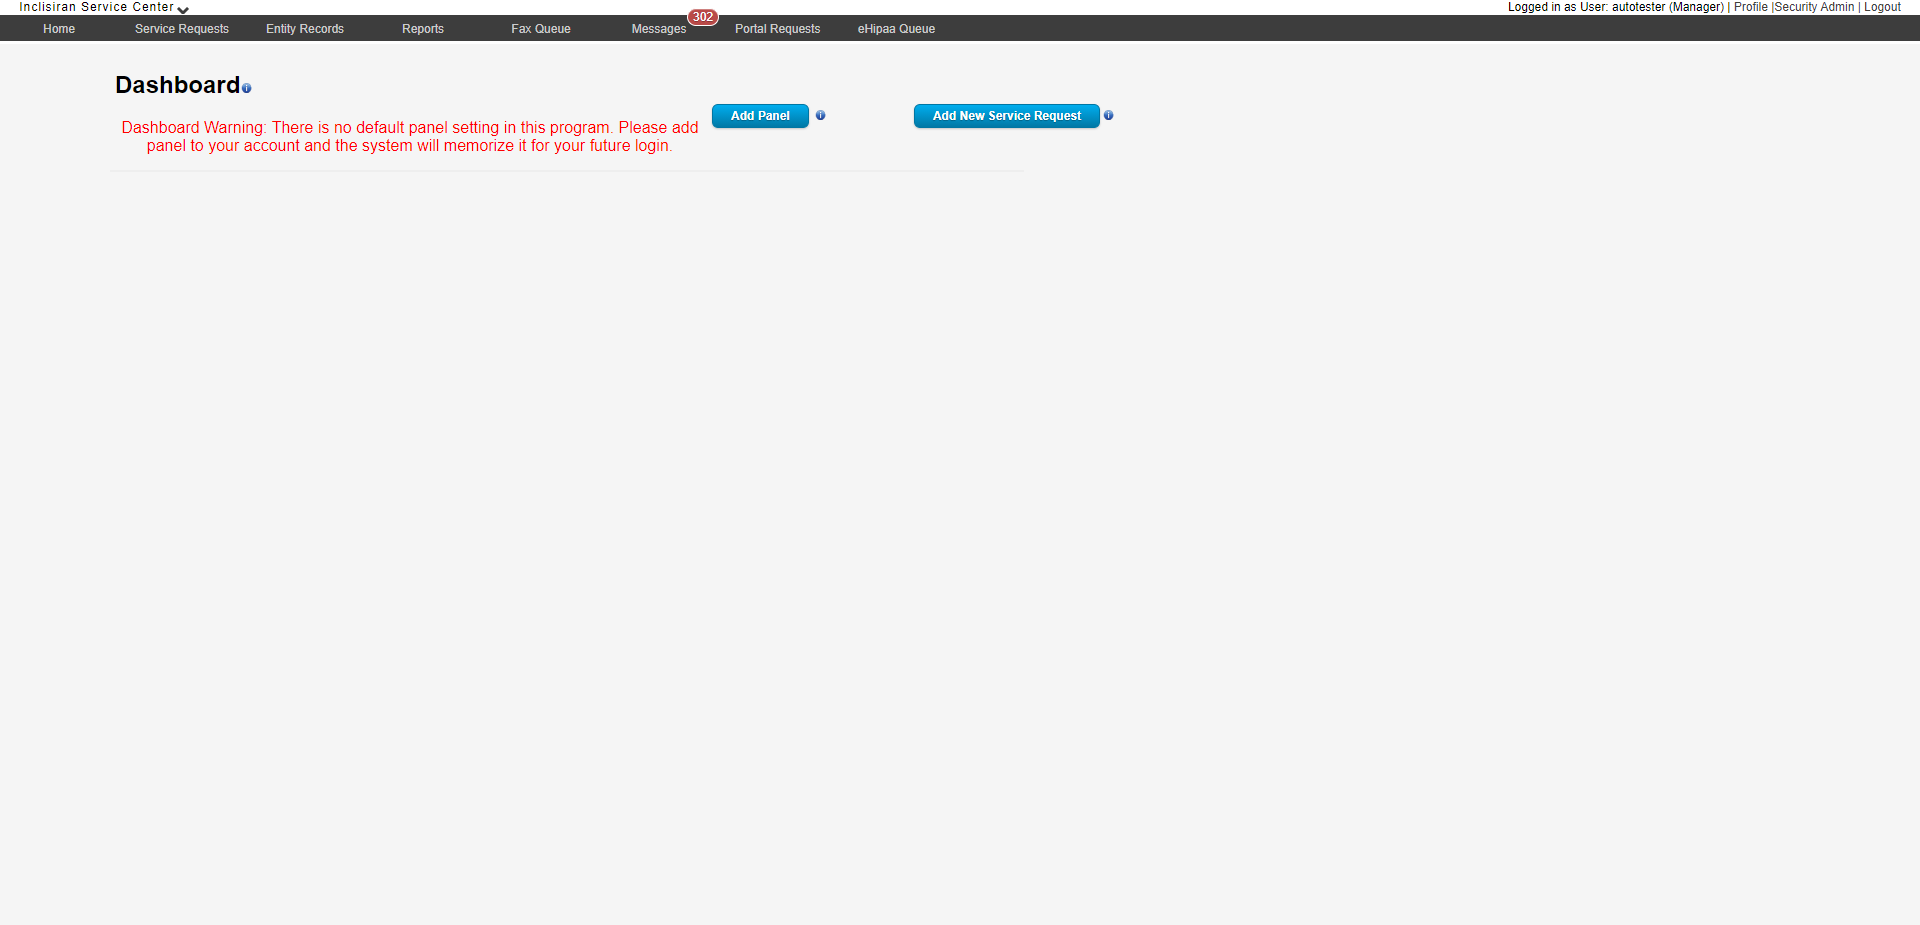 Inclisiran Service Center
Logged in as User: autotester (Manager) | Profile |Security Admin | Logout
Home Service Requests Entity Records Reports Fax Queue Messages 302 Portal Requests eHipaa Queue
Dashboard
Add Panel
Add New Service Request
Dashboard Warning: There is no default panel setting in this program. Please add
panel to your account and the system will memorize it for your future login.